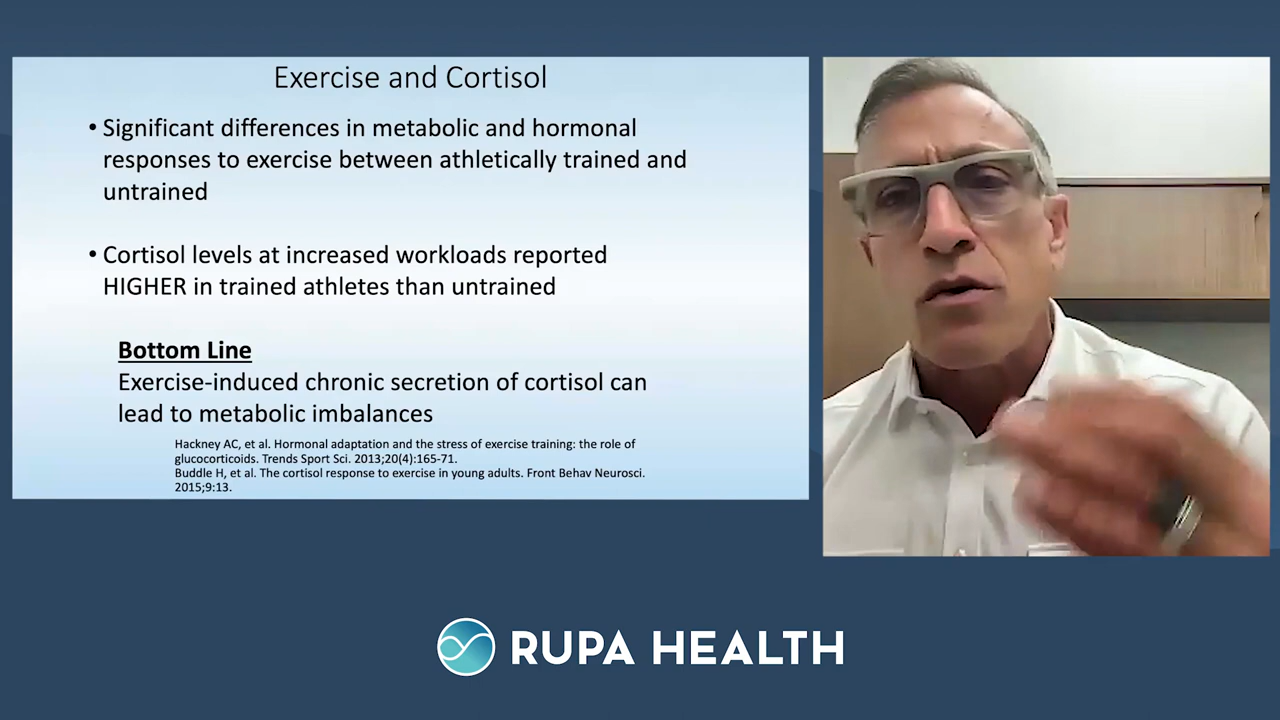 Exercise and Cortisol
• Significant differences in metabolic and hormonal
responses to exercise between athletically trained and
untrained
• Cortisol levels at increased workloads reported
HIGHER in trained athletes than untrained
Bottom Line
Exercise-induced chronic secretion of cortisol can
lead to metabolic imbalances
Hackney AC, et al. Hormonal adaptation and the stress of exercise training: the role of
glucocorticoids. Trends Sport Sci. 2013;20(4):165-71.
Buddle H, et al. The cortisol response to exercise in young adults. Front Behav Neurosci.
2015;9:13.
RUPA HEALTH